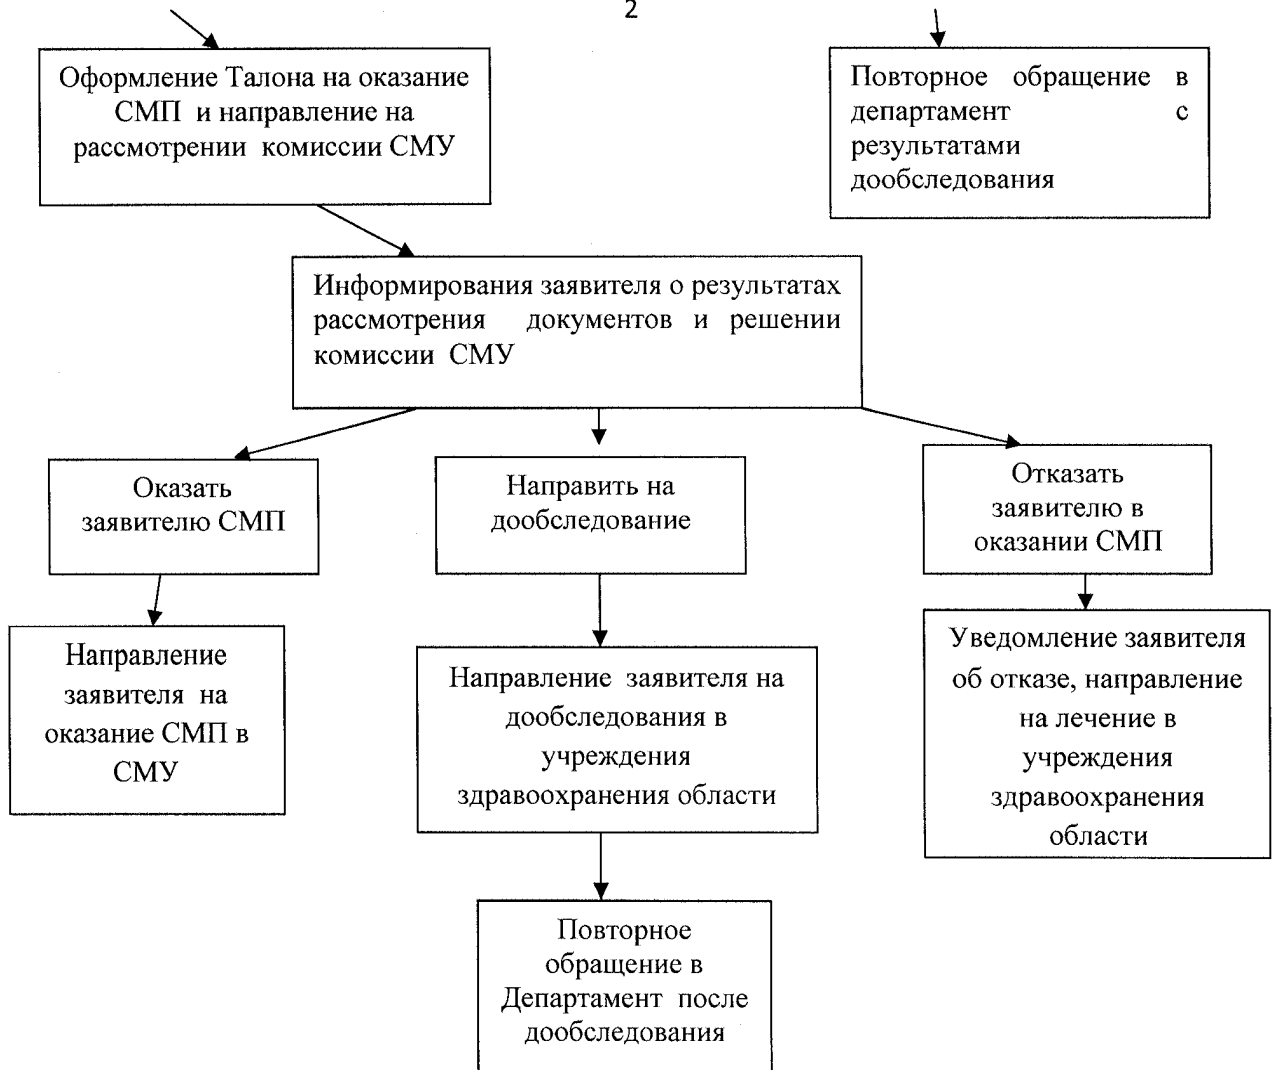 2
Оформление Талона на оказание
СМП и направление на
рассмотрении комиссии СМУ
Повторное обращение в
департамент с
результатами
дообследования
Информирования заявителя о результатах
рассмотрения документов и решении
комиссии СМУ
Оказать
заявителю СМП
Направить на
дообследование
Отказать
заявителю в
оказании СМП
Направление
заявителя на
оказание СМП в
СМУ
Направление заявителя на
дообследования в
учреждения
здравоохранения области
Уведомление заявителя
об отказе, направление
на лечение в
учреждения
здравоохранения
области
Повторное
обращение в
Департамент после
дообследования